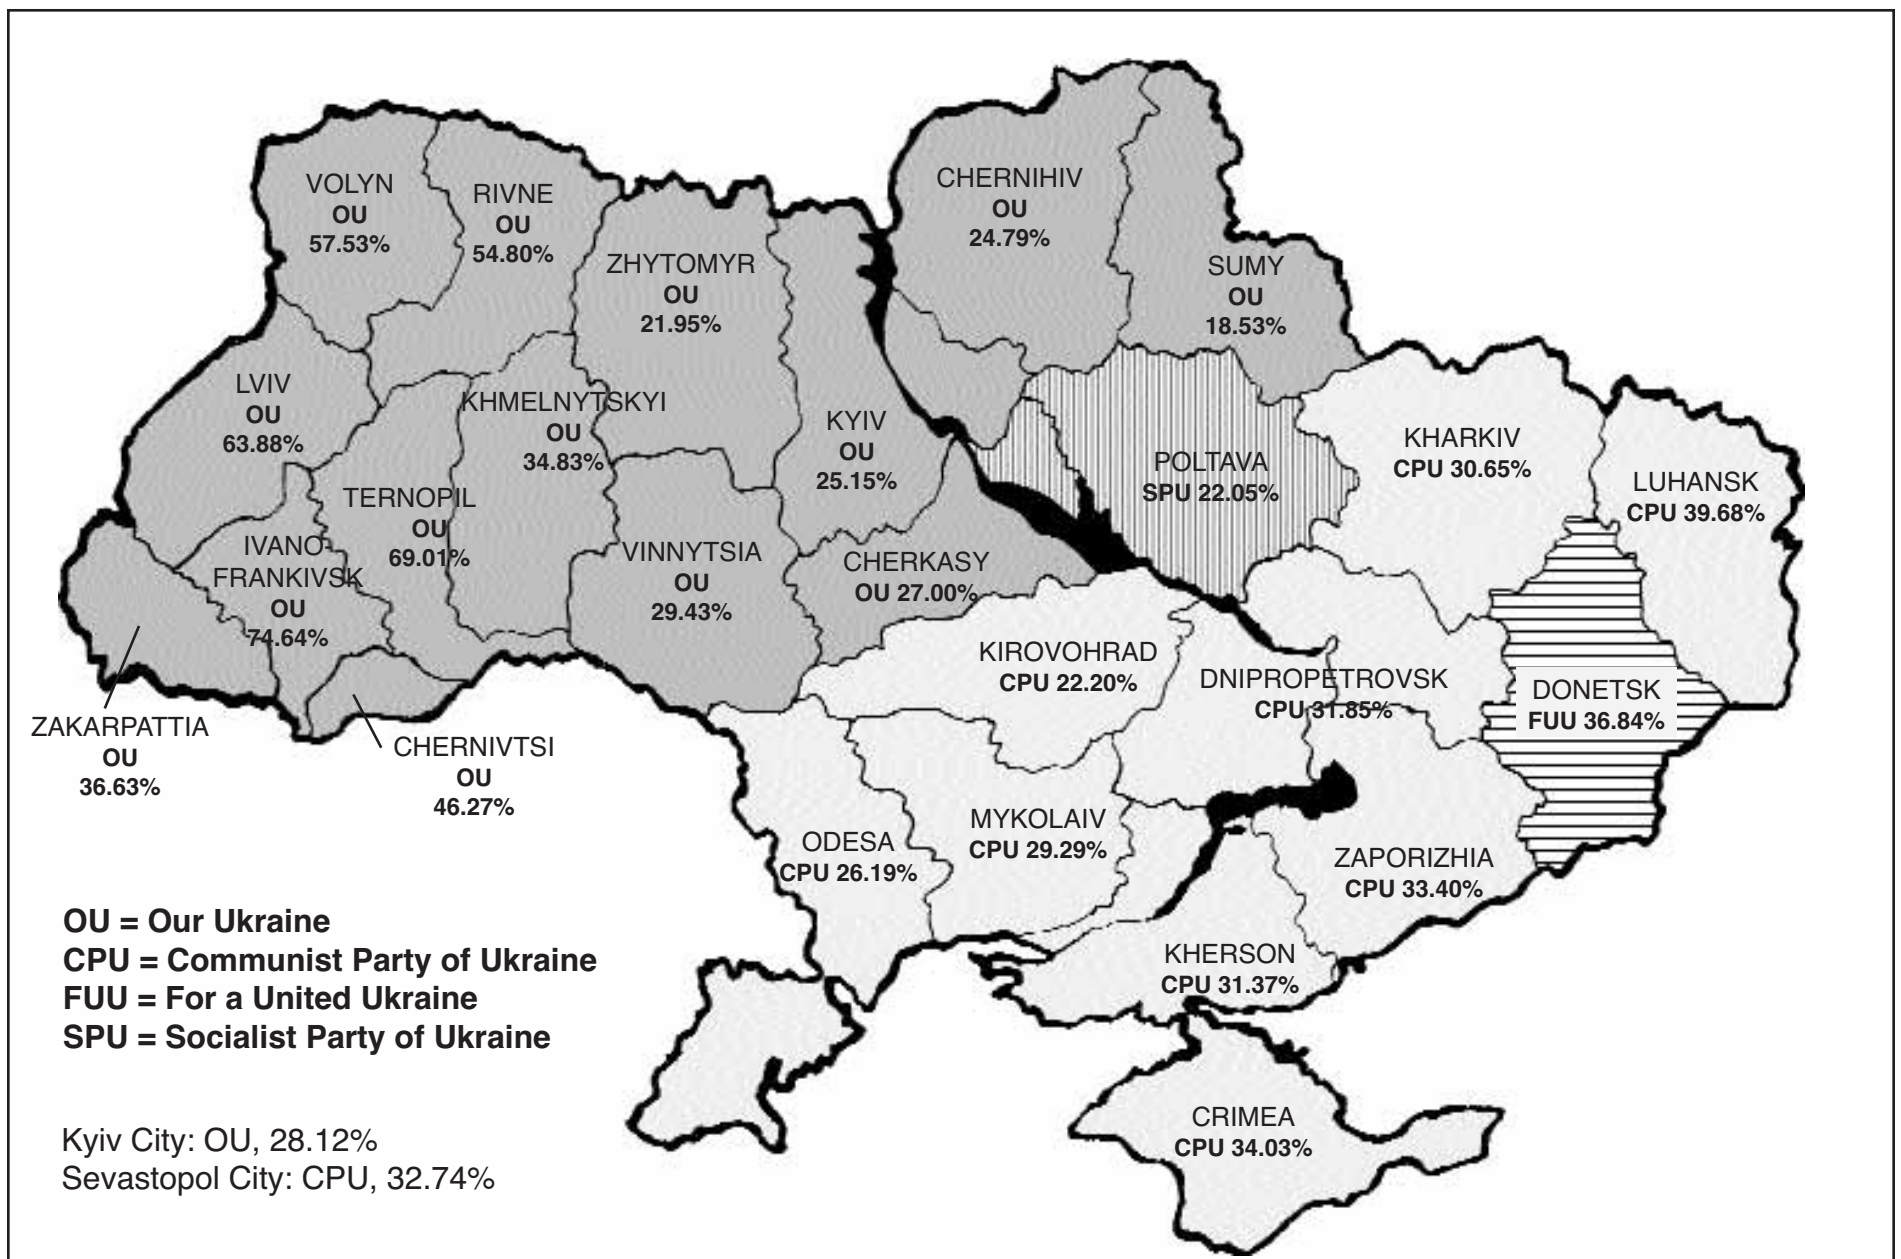 VOLYN
OU
57.53%
RIVNE
OU
54.80%
ZHYTOMYR
OU
21.95%
CHERNIHIV
OU
24.79%
SUMY
OU
18.53%
LVIV
OU
63.88%
KHMELNYTSKYI
OU
34.83%
KYIV
OU
25.15%
POLTAVA
SPU 22.05%
KHARKIV
CPU 30.65%
LUHANSK
CPU 39.68%
TERNOPIL
OU
69.01%
IVANO-
FRANKIVSK
OU
74.64%
VINNYTSIA
OU
29.43%
CHERKASY
OU 27.00%
KIROVOHRAD
CPU 22.20%
DNIPROPETROVSK
CPU 31.85%
DONETSK
FUU 36.84%
ZAKARPATTIA
OU
36.63%
CHERNIVTSI
OU
46.27%
ODESA
CPU 26.19%
MYKOLAIV
CPU 29.29%
ZAPORIZHIA
CPU 33.40%
KHERSON
CPU 31.37%
CRIMEA
CPU 34.03%
OU = Our Ukraine
CPU = Communist Party of Ukraine
FUU = For a United Ukraine
SPU = Socialist Party of Ukraine
Kyiv City: OU, 28.12%
Sevastopol City: CPU, 32.74%